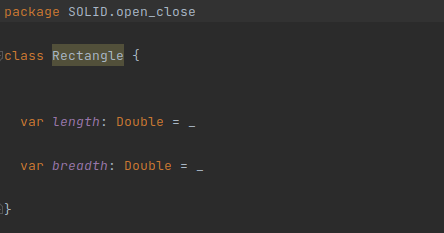 package SOLID.open_close
class Rectangle {
var length: Double = _
var breadth: Double = _
}